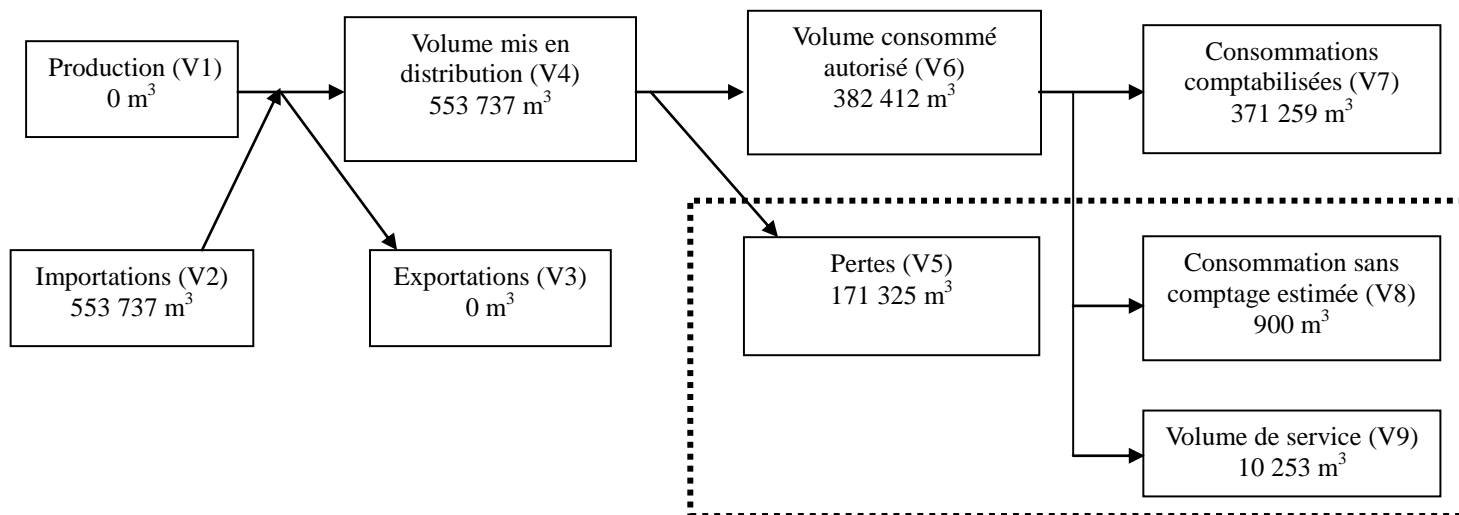 Production (V1)
0 m³
Volume mis en
distribution (V4)
553 737 m³
Volume consommé
autorisé (V6)
382 412 m³
Consommations
comptabilisées (V7)
371 259 m³
Importations (V2)
553 737 m³
Exportations (V3)
0 m³
Pertes (V5)
171 325 m³
Consommation sans
comptage estimée (V8)
900 m³
Volume de service (V9)
10 253 m³